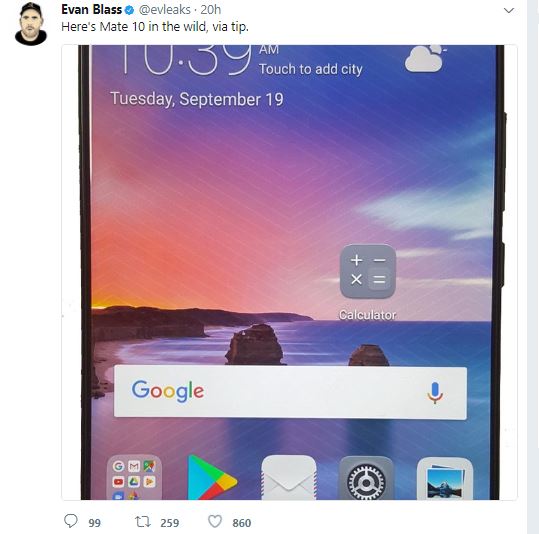 Evan Blass @evleaks · 20h
Here's Mate 10 in the wild, via tip.
10:39 AM
Touch to add city
Tuesday, September 19
+ −
× =
Calculator
Google
G M
99 259 860